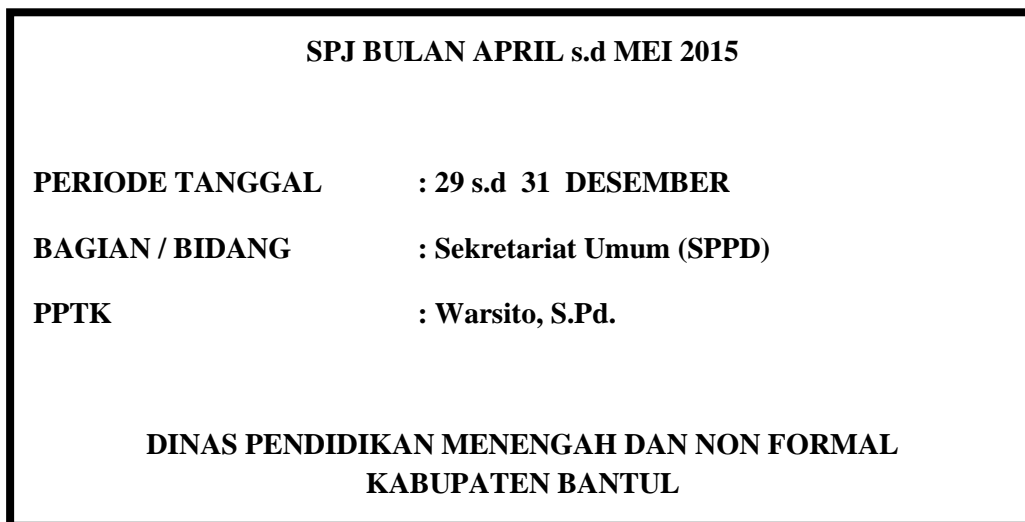 SPJ BULAN APRIL s.d MEI 2015
PERIODE TANGGAL : 29 s.d 31 DESEMBER
BAGIAN / BIDANG : Sekretariat Umum (SPPD)
PPTK : Warsito, S.Pd.
DINAS PENDIDIKAN MENENGAH DAN NON FORMAL
KABUPATEN BANTUL